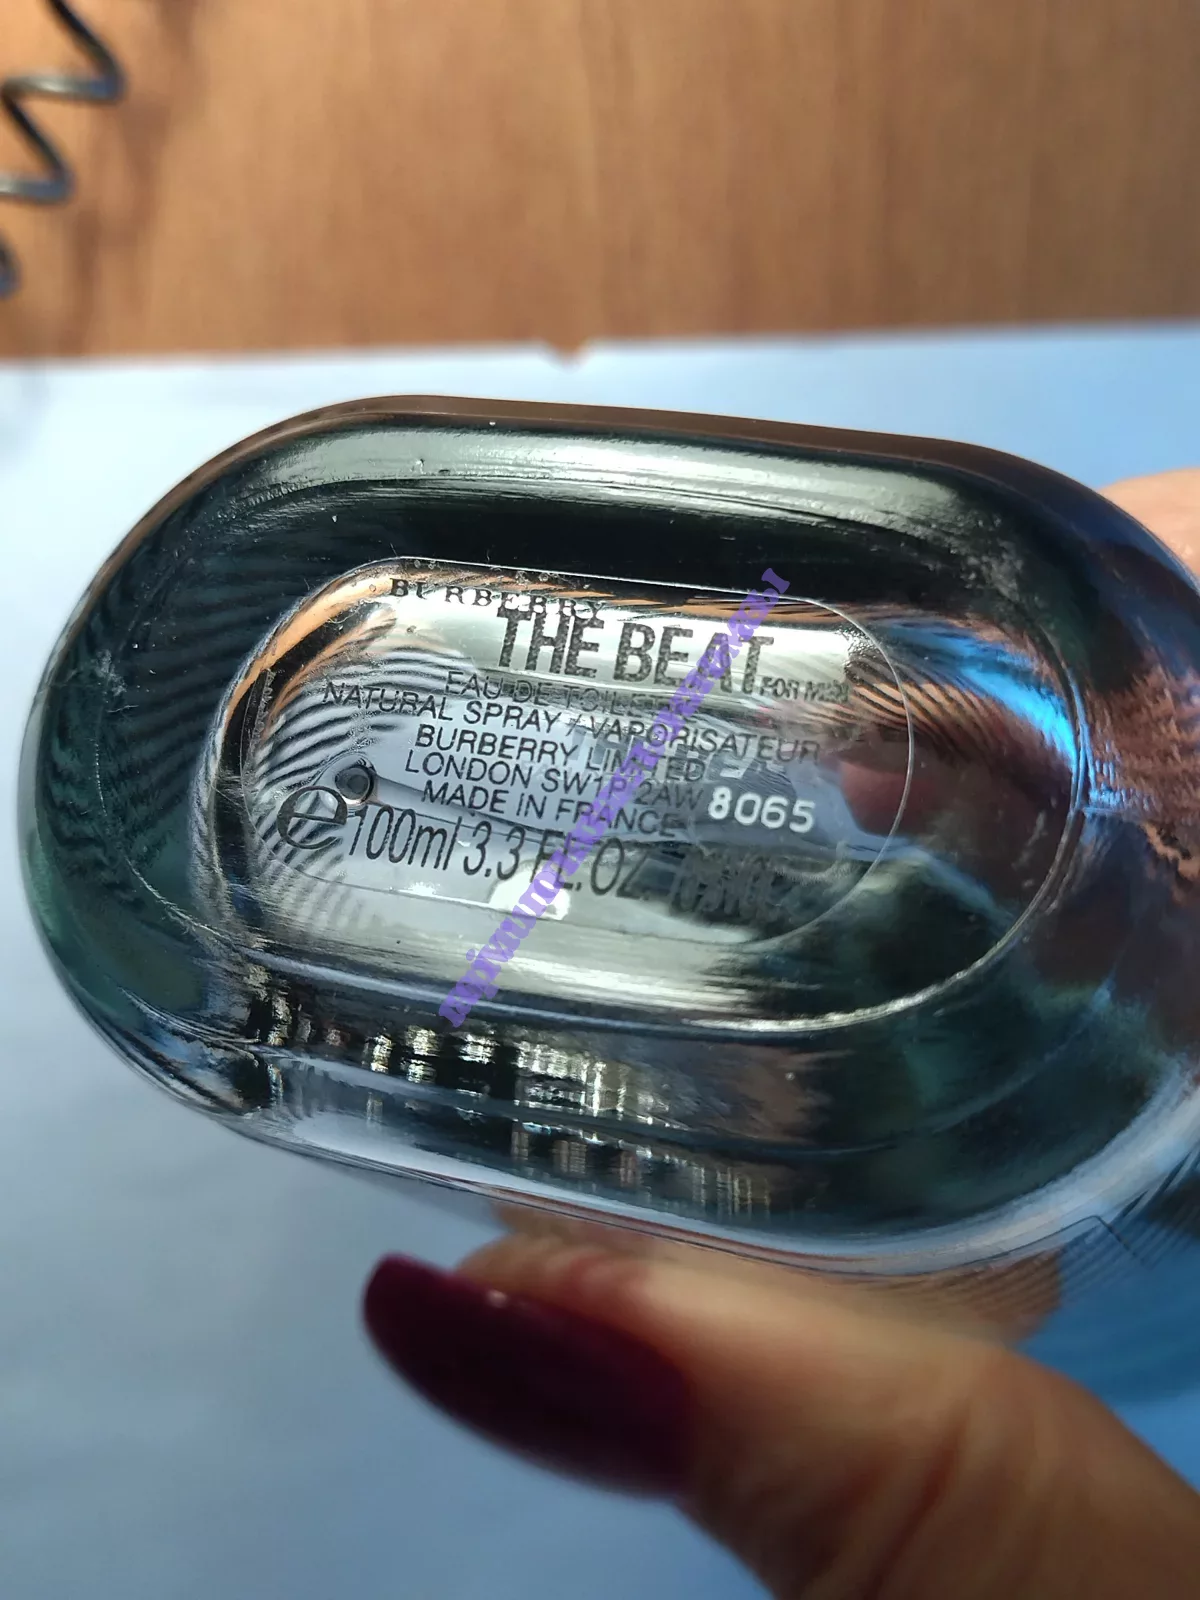 BURBERRY
THE BEAT FOR MEN
EAU DE TOILETTE
NATURAL SPRAY / VAPORISATEUR
BURBERRY LIMITED
LONDON SW1P 2AW
MADE IN FRANCE 8065
e 100ml 3.3 FL.OZ.